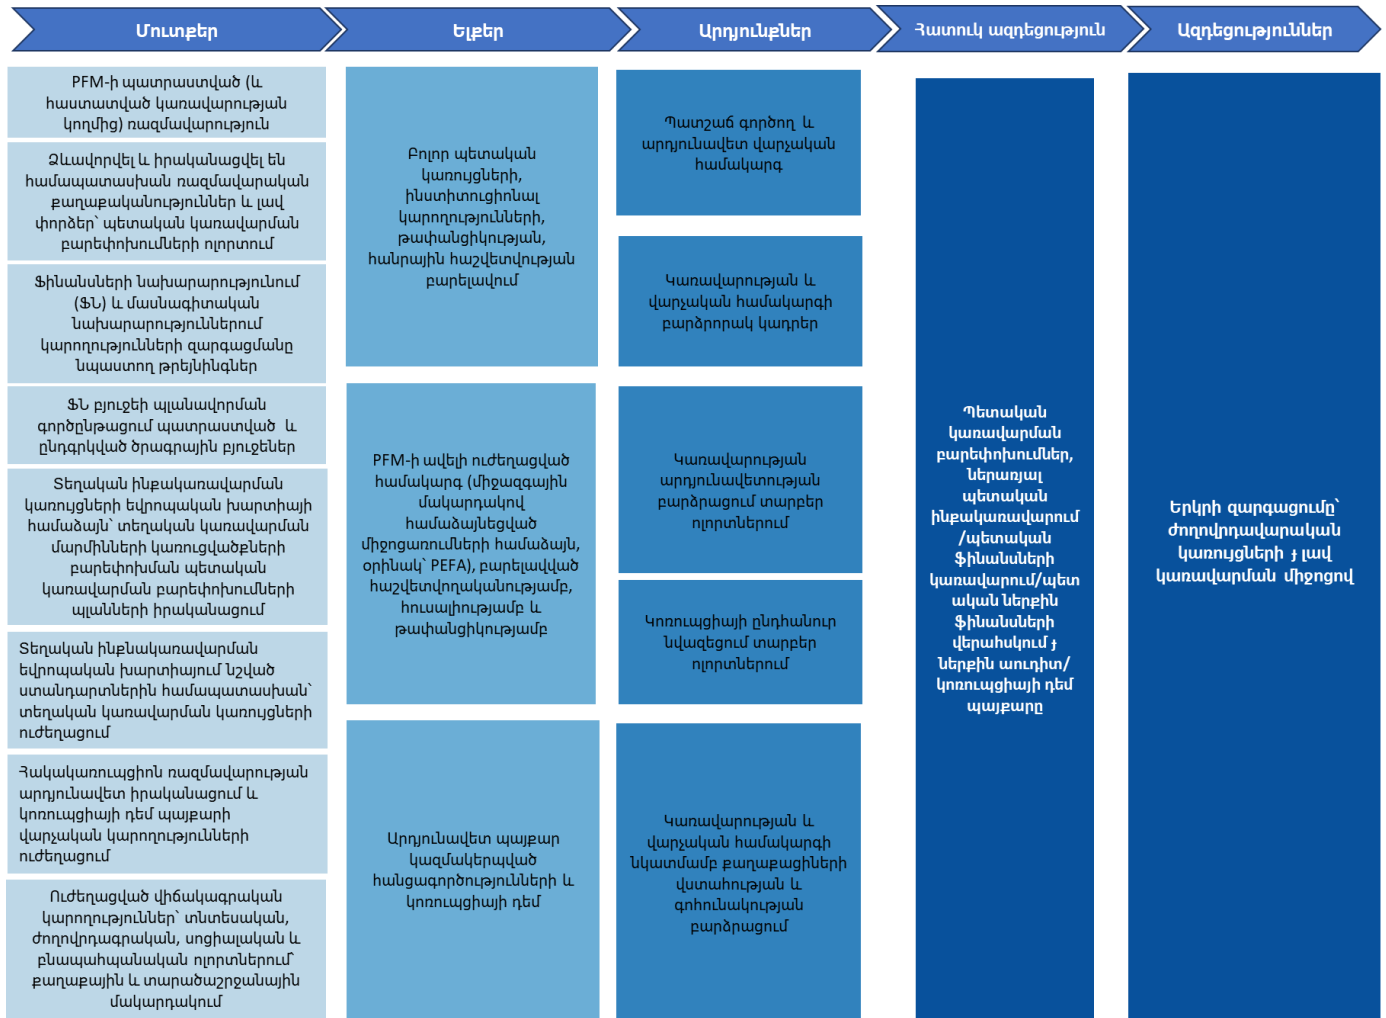 Մուտքեր
Ելքեր
Արդյունքներ
Հատուկ ազդեցություն
Ազդեցություններ
PFM-ի պատրաստված (և
հաստատված կառավարության
կողմից) ռազմավարություն
Ձևավորվել և իրականացվել են
համապատասխան ռազմավարական
քաղաքականություններ և լավ
փորձեր՝ պետական կառավարման
բարեփոխումների ոլորտում
Ֆինանսների նախարարությունում
(ՖՆ) և մասնագիտական
նախարարություններում
կարողությունների զարգացմանը
նպաստող թրեյնինգներ
ՖՆ բյուջեի պլանավորման
գործընթացում պատրաստված և
ընդգրկված ծրագրային բյուջեներ
Տեղական ինքակառավարման
կառույցների եվրոպական խարտիայի
համաձայն՝ տեղական կառավարման
մարմինների կառուցվածքների
բարեփոխման պետական
կառավարման բարեփոխումների
պլանների իրականացում
Տեղական ինքնակառավարման
եվրոպական խարտիայում նշված
ստանդարտներին համապատասխան՝
տեղական կառավարման կառույցների
ուժեղացում
Հակակառուպցիոն ռազմավարության
արդյունավետ իրականացում և
կոռուպցիայի դեմ պայքարի
վարչական կարողությունների
ուժեղացում
Ուժեղացված վիճակագրական
կարողություններ՝ տնտեսական,
ժողովրդագրական, սոցիալական և
բնապահպանական ոլորտներում՝
քաղաքային և տարածաշրջանային
մակարդակում
Բոլոր պետական
կառույցների,
ինստիտուցիոնալ
կարողությունների,
թափանցիկության,
հանրային հաշվետվության
բարելավում
PFM-ի ավելի ուժեղացված
համակարգ (միջազգային
մակարդակով
համաձայնեցված
միջոցառումների համաձայն,
օրինակ՝ PEFA), բարելավված
հաշվետվողականությամբ,
հուսալիությամբ և
թափանցիկությամբ
Արդյունավետ պայքար
կազմակերպված
հանցագործությունների և
կոռուպցիայի դեմ
Պատշաճ գործող և
արդյունավետ վարչական
համակարգ
Կառավարության և
վարչական համակարգի
բարձրորակ կադրեր
Կառավարության
արդյունավետության
բարձրացում տարբեր
ոլորտներում
Կոռուպցիայի ընդհանուր
նվազեցում տարբեր
ոլորտներում
Կառավարության և
վարչական համակարգի
նկատմամբ քաղաքացիների
վստահության և
գոհունակության
բարձրացում
Պետական
կառավարման
բարեփոխումներ,
ներառյալ
պետական
ինքակառավարում
/պետական
ֆինանսների
կառավարում/պետ
ական ներքին
ֆինանսների
վերահսկում ֈ
ներքին աուդիտ/
կոռուպցիայի դեմ
պայքարը
Երկրի զարգացումը՝
ժողովրդավարական
կառույցների ֈ լավ
կառավարման միջոցով